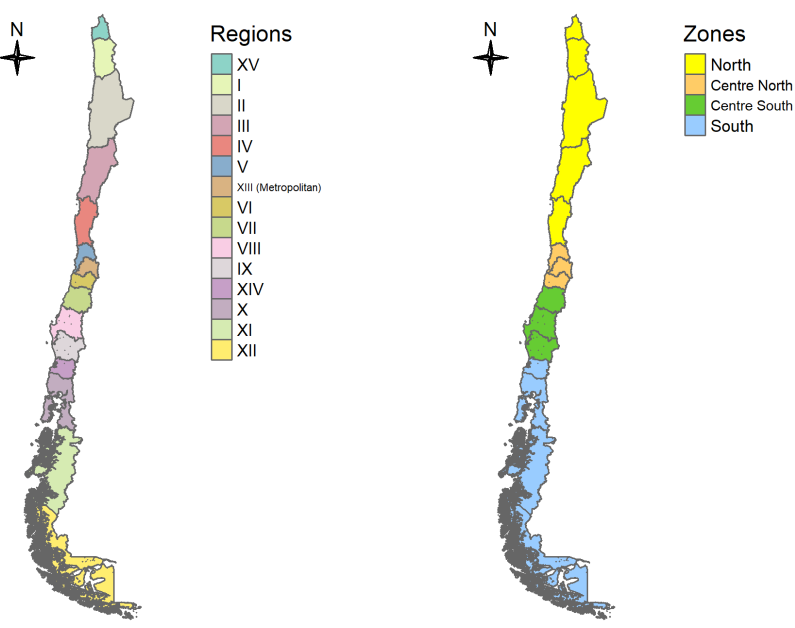 N
Regions
XV
I
II
III
IV
V
XIII (Metropolitan)
VI
VII
VIII
IX
XIV
X
XI
XII
N
Zones
North
Centre North
Centre South
South